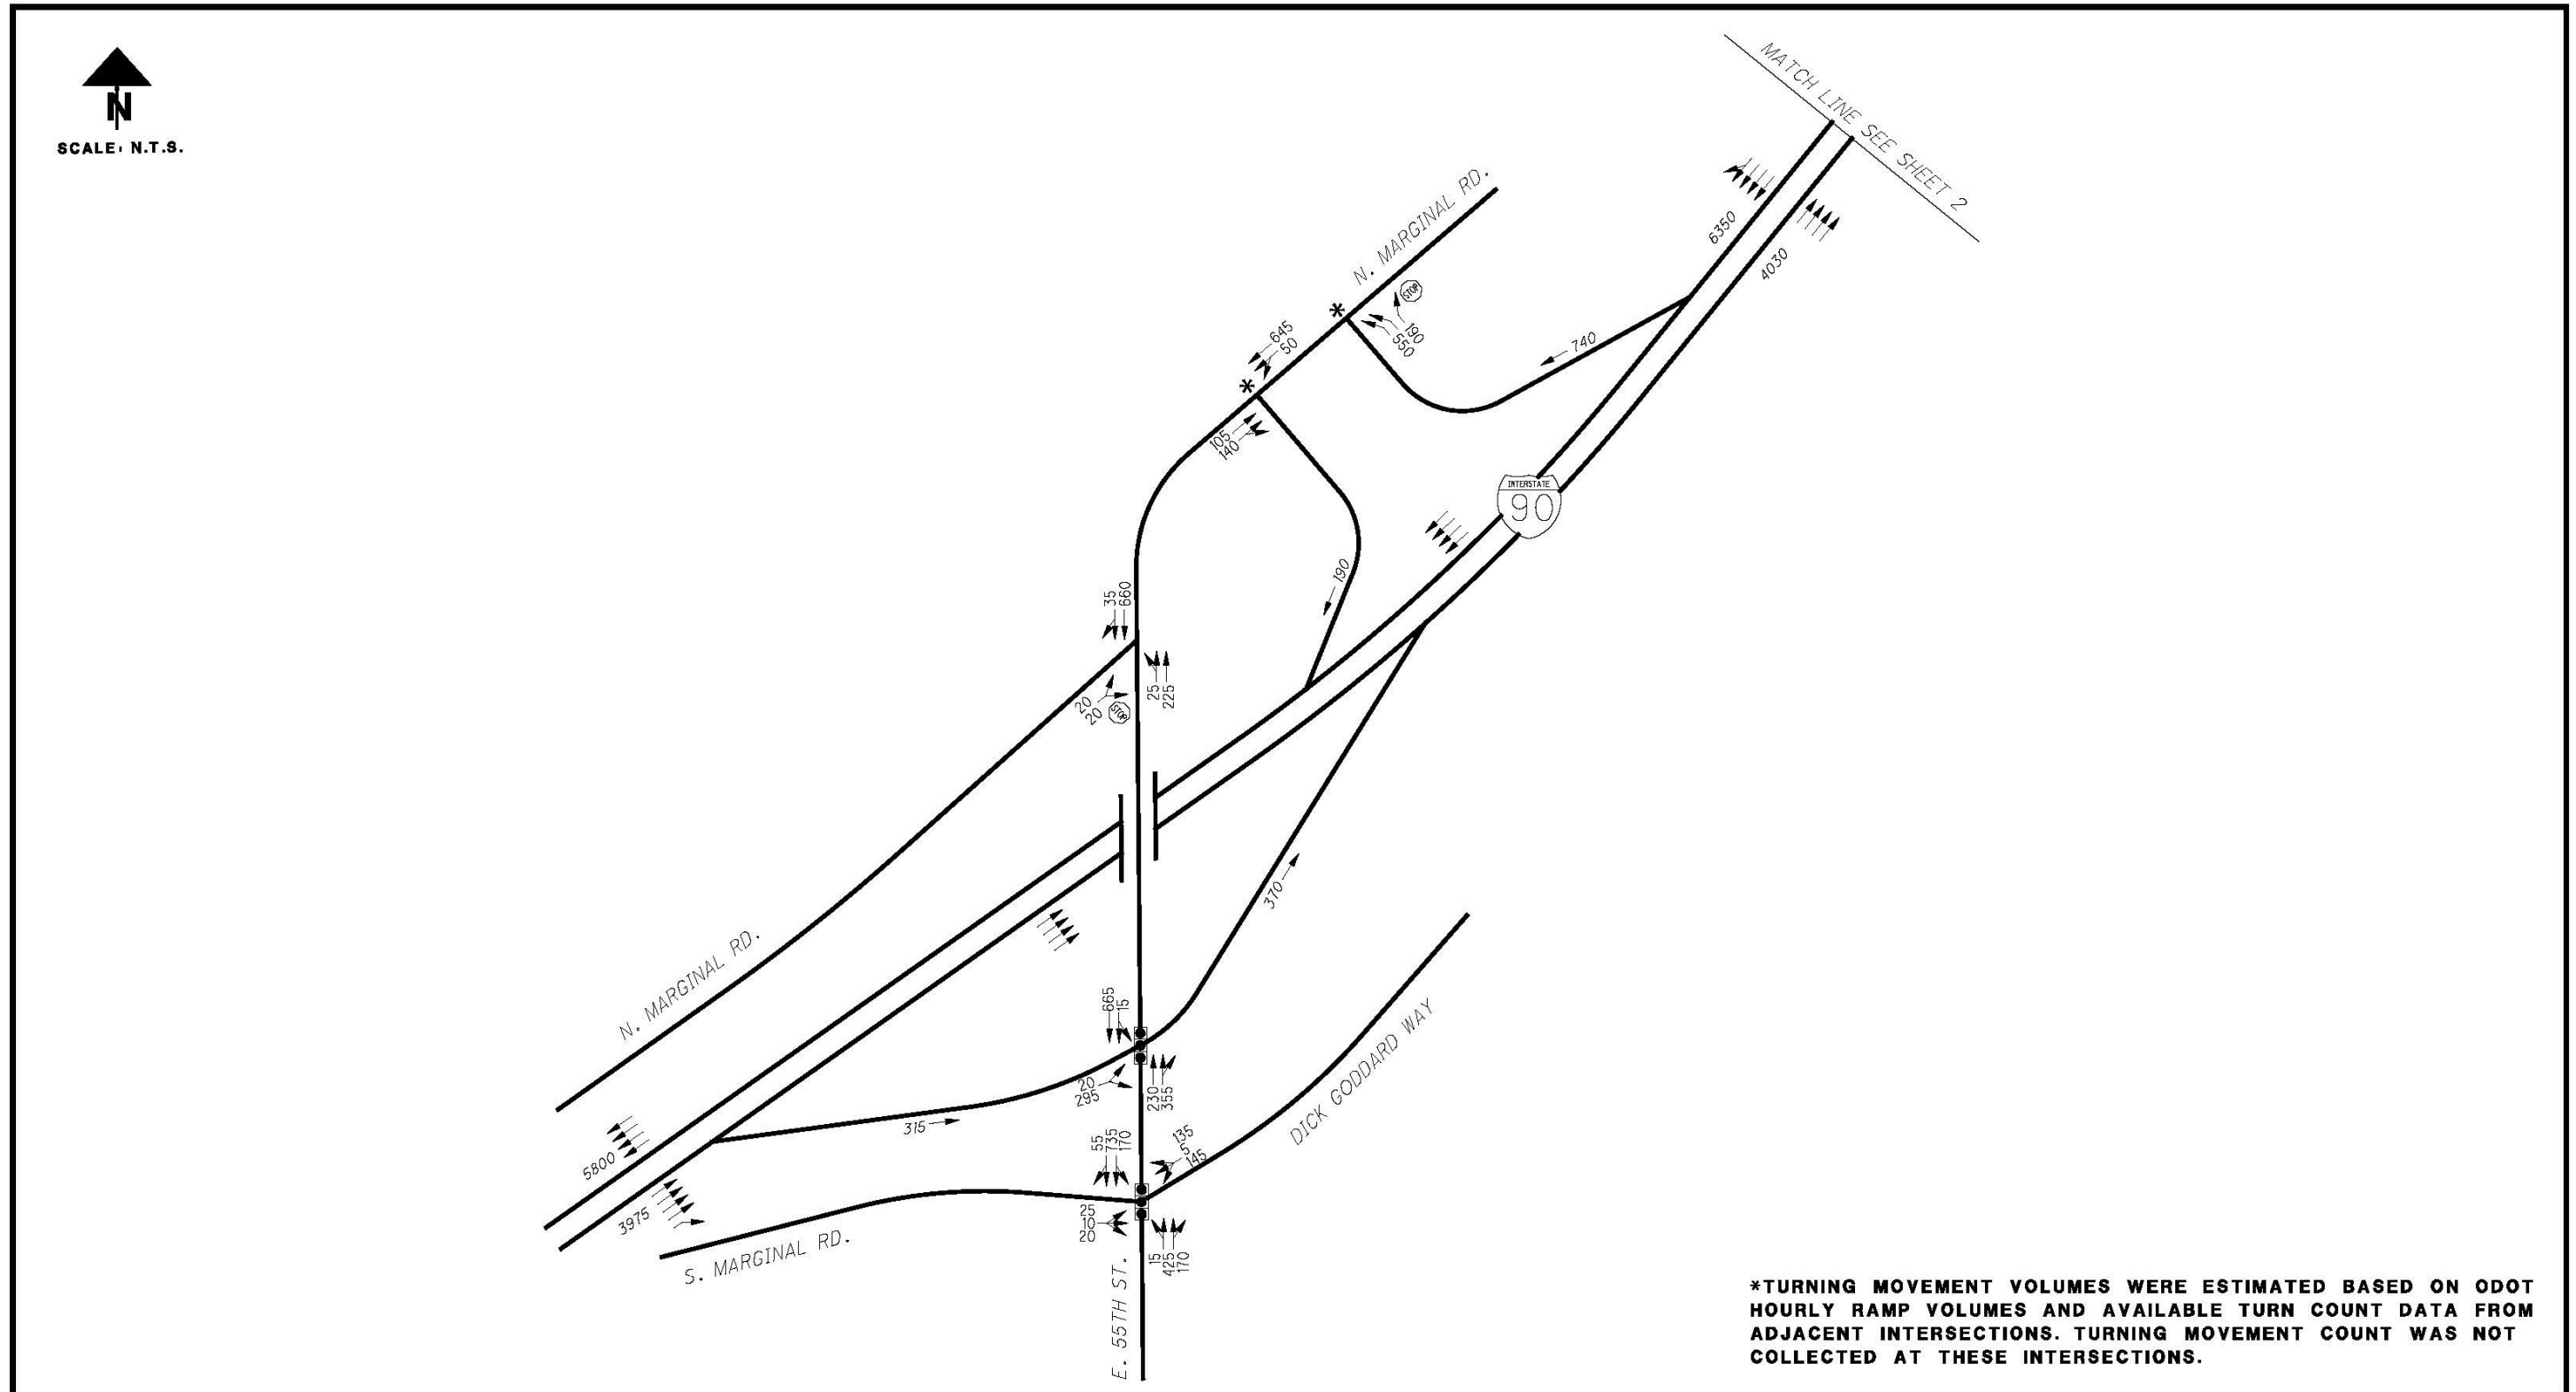 N
SCALE: N.T.S.
MATCH LINE SEE SHEET 2
N. MARGINAL RD.
6350
4030
STOP
190
550
740
645
50
*
*
105
140
INTERSTATE
90
190
35
660
25
225
20
20
STOP
370
N. MARGINAL RD.
665
15
20
295
230
355
DICK GODDARD WAY
315
5800
3975
55
735
170
135
5
145
25
10
20
15
425
170
S. MARGINAL RD.
E. 55TH ST.
*TURNING MOVEMENT VOLUMES WERE ESTIMATED BASED ON ODOT
HOURLY RAMP VOLUMES AND AVAILABLE TURN COUNT DATA FROM
ADJACENT INTERSECTIONS. TURNING MOVEMENT COUNT WAS NOT
COLLECTED AT THESE INTERSECTIONS.